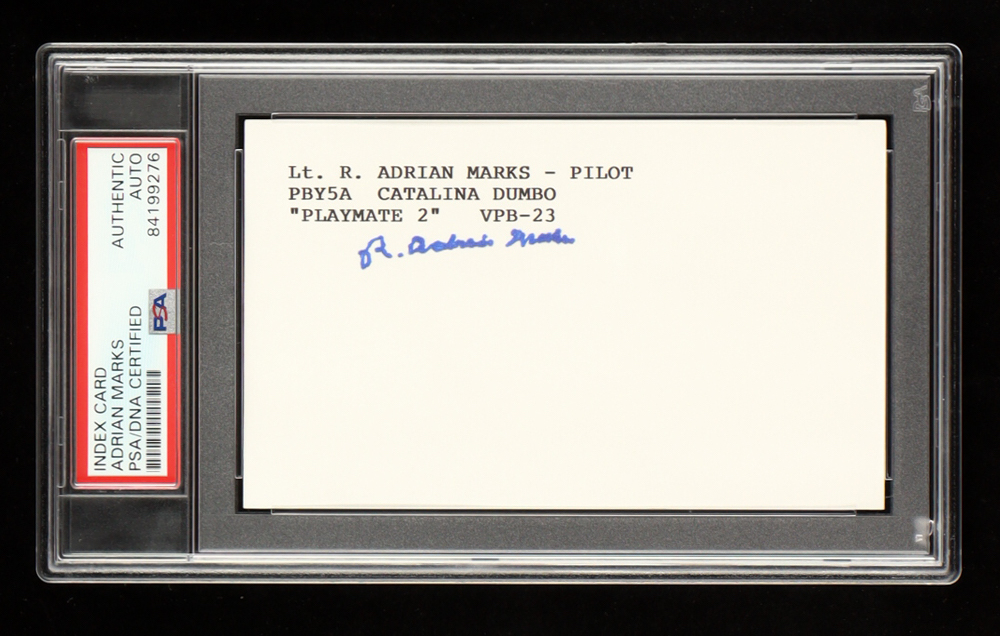 Lt. R. ADRIAN MARKS - PILOT
PBY5A CATALINA DUMBO
"PLAYMATE 2" VPB-23
R. Adrian Marks
INDEX CARD
ADRIAN MARKS
PSA/DNA CERTIFIED
AUTHENTIC
AUTO
84199276
PSA
PSA